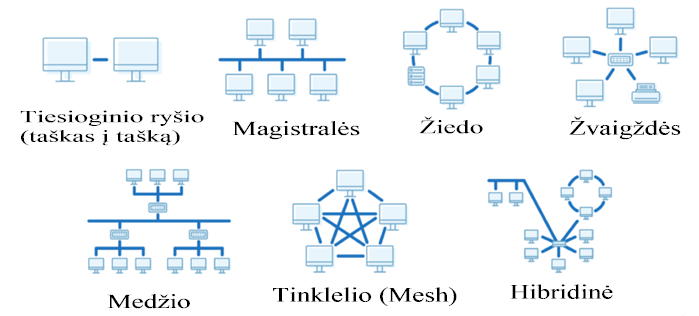 Tiesioginio ryšio
(taškas į tašką)
Magistralės
Žiedo
Žvaigždės
Medžio
Tinklelio (Mesh)
Hibridinė